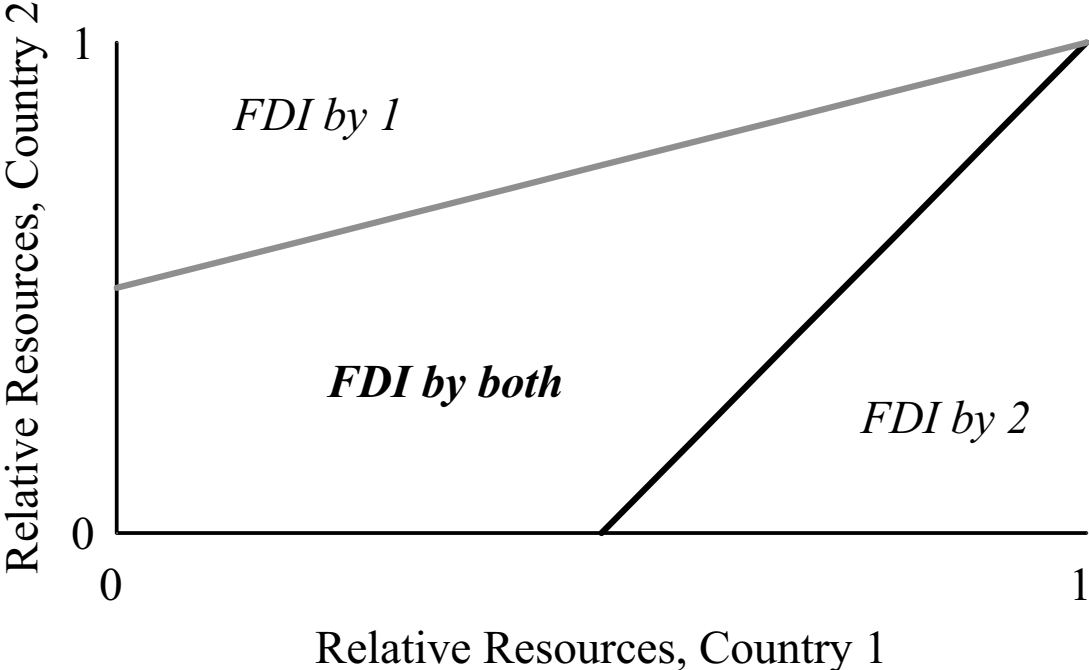 Relative Resources, Country 2
1
FDI by 1
FDI by both
FDI by 2
0
0
1
Relative Resources, Country 1